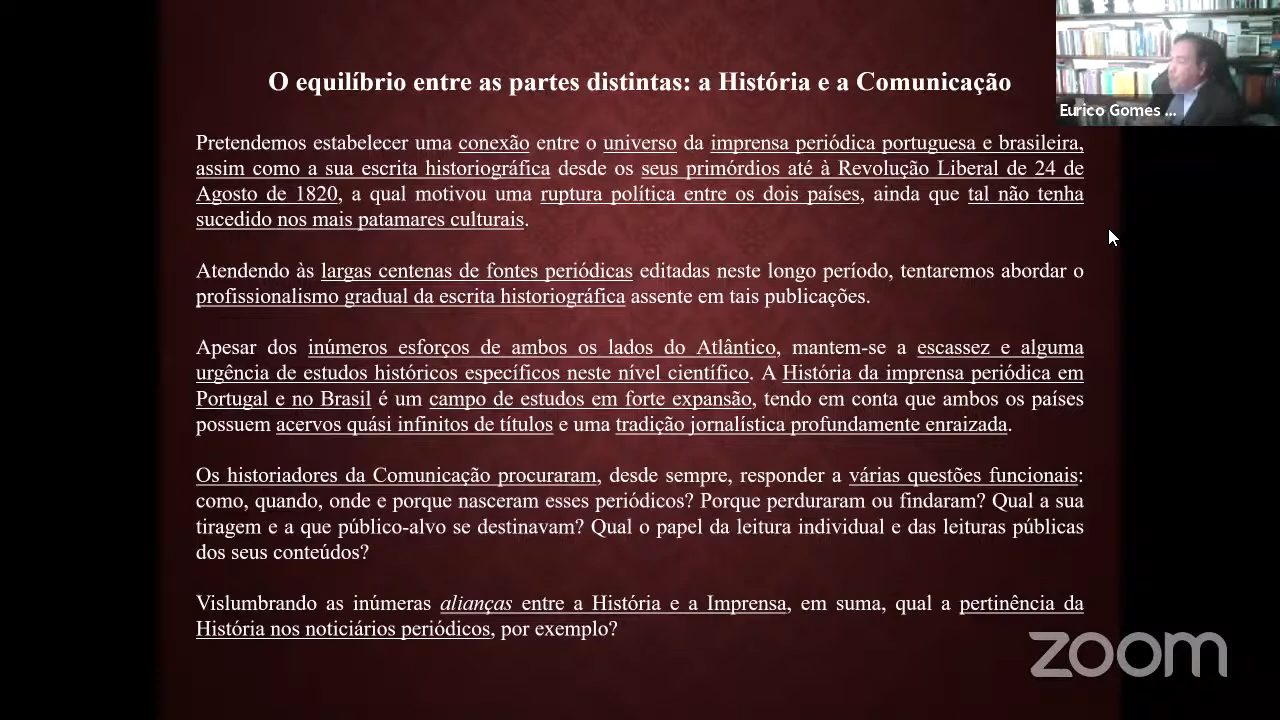 O equilíbrio entre as partes distintas: a História e a Comunicação
Eurico Gomes ...
Pretendemos estabelecer uma conexão entre o universo da imprensa periódica portuguesa e brasileira,
assim como a sua escrita historiográfica desde os seus primórdios até à Revolução Liberal de 24 de
Agosto de 1820, a qual motivou uma ruptura política entre os dois países, ainda que tal não tenha
sucedido nos mais patamares culturais.
Atendendo às largas centenas de fontes periódicas editadas neste longo período, tentaremos abordar o
profissionalismo gradual da escrita historiográfica assente em tais publicações.
Apesar dos inúmeros esforços de ambos os lados do Atlântico, mantem-se a escassez e alguma
urgência de estudos históricos específicos neste nível científico. A História da imprensa periódica em
Portugal e no Brasil é um campo de estudos em forte expansão, tendo em conta que ambos os países
possuem acervos quási infinitos de títulos e uma tradição jornalística profundamente enraizada.
Os historiadores da Comunicação procuraram, desde sempre, responder a várias questões funcionais:
como, quando, onde e porque nasceram esses periódicos? Porque perduraram ou findaram? Qual a sua
tiragem e a que público-alvo se destinavam? Qual o papel da leitura individual e das leituras públicas
dos seus conteúdos?
Vislumbrando as inúmeras alianças entre a História e a Imprensa, em suma, qual a pertinência da
História nos noticiários periódicos, por exemplo?
zoom